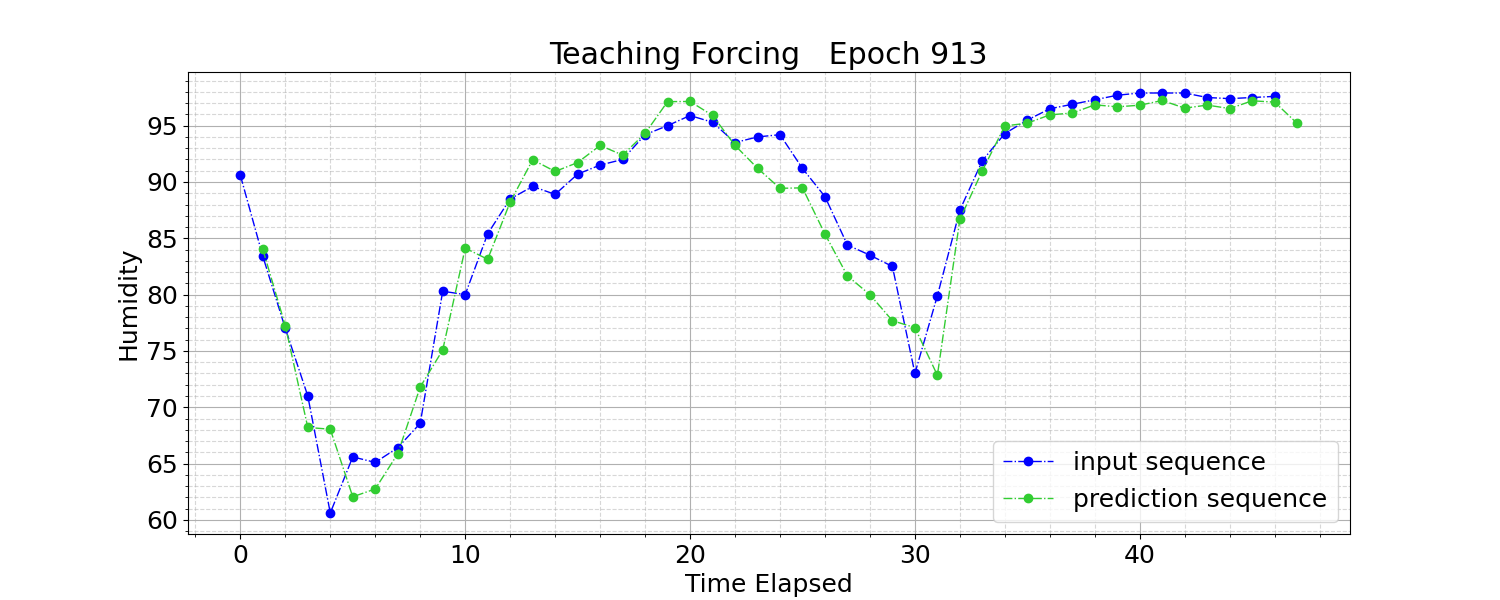 Teaching Forcing   Epoch 913
Humidity
95
90
85
80
75
70
65
60
input sequence
prediction sequence
0 10 20 30 40
Time Elapsed